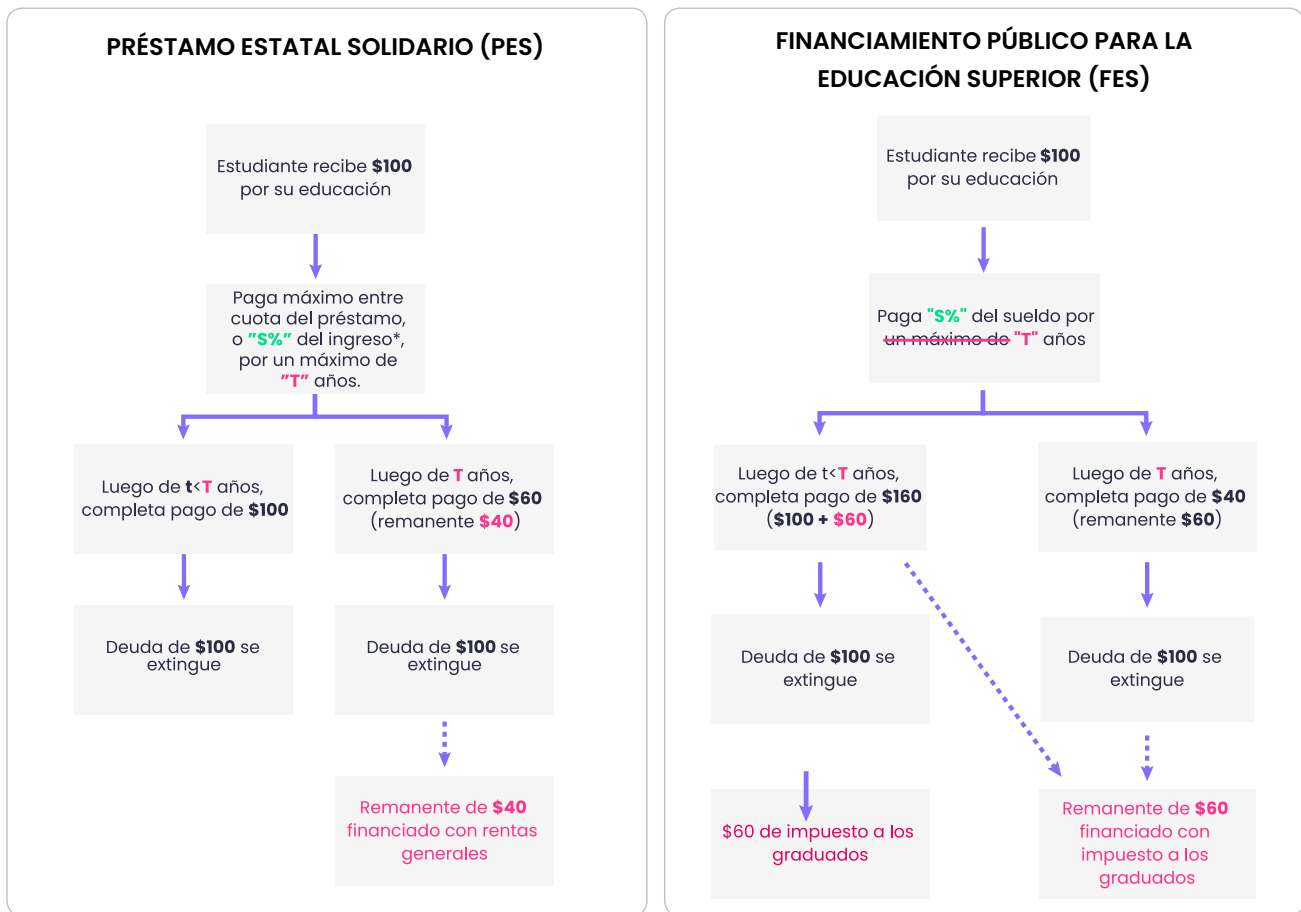 PRÉSTAMO ESTATAL SOLIDARIO (PES)
Estudiante recibe $100
por su educación
Paga máximo entre
cuota del préstamo,
o ”S%” del ingreso*,
por un máximo de
”T” años.
Luego de t<T años,
completa pago de $100
Luego de T años,
completa pago de $60
(remanente $40)
Deuda de $100 se
extingue
Deuda de $100 se
extingue
Remanente de $40
financiado con rentas
generales
FINANCIAMIENTO PÚBLICO PARA LA
EDUCACIÓN SUPERIOR (FES)
Estudiante recibe $100
por su educación
Paga "S%" del sueldo por
un máximo de "T" años
Luego de t<T años,
completa pago de $160
($100 + $60)
Luego de T años,
completa pago de $40
(remanente $60)
Deuda de $100 se
extingue
Deuda de $100 se
extingue
$60 de impuesto a los
graduados
Remanente de $60
financiado con
impuesto a los
graduados